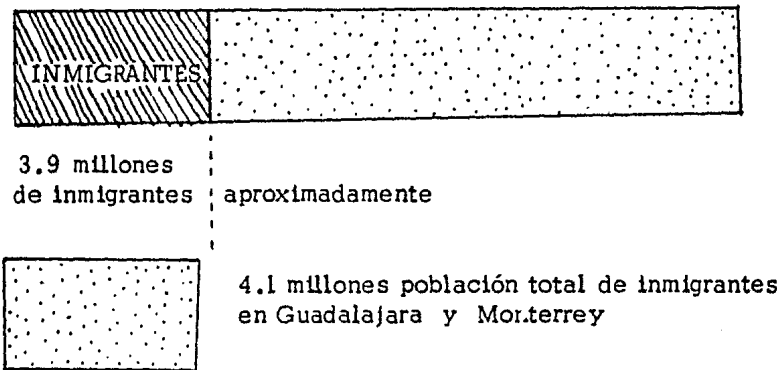 INMIGRANTES
3.9 millones
de inmigrantes aproximadamente
4.1 millones población total de inmigrantes
en Guadalajara y Monterrey